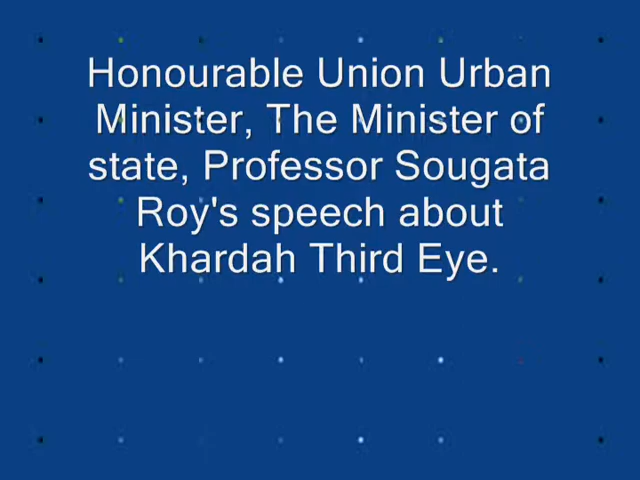 Honourable Union Urban
Minister, The Minister of
state, Professor Sougata
Roy's speech about
Khardah Third Eye.